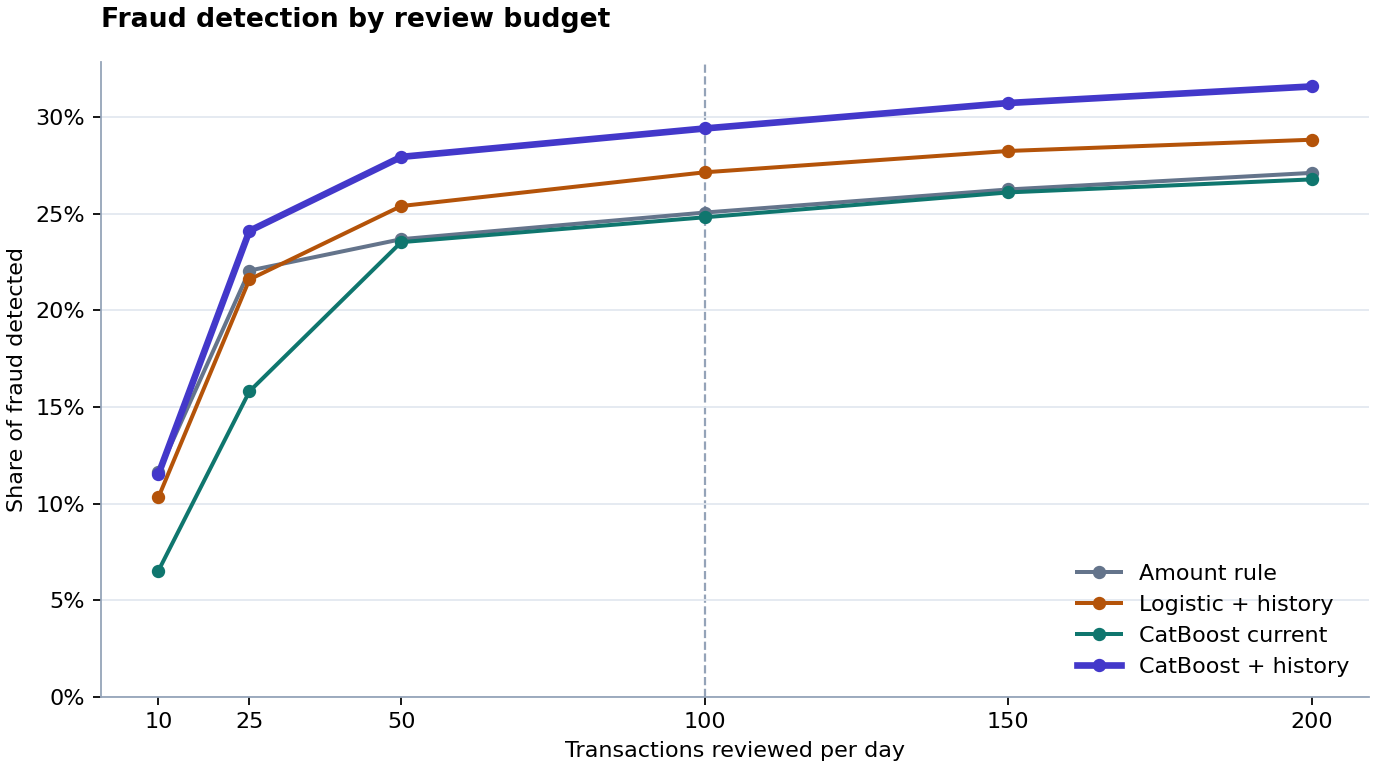 Fraud detection by review budget
Share of fraud detected
30%
25%
20%
15%
10%
5%
0%
10 25 50 100 150 200
Transactions reviewed per day
Amount rule
Logistic + history
CatBoost current
CatBoost + history